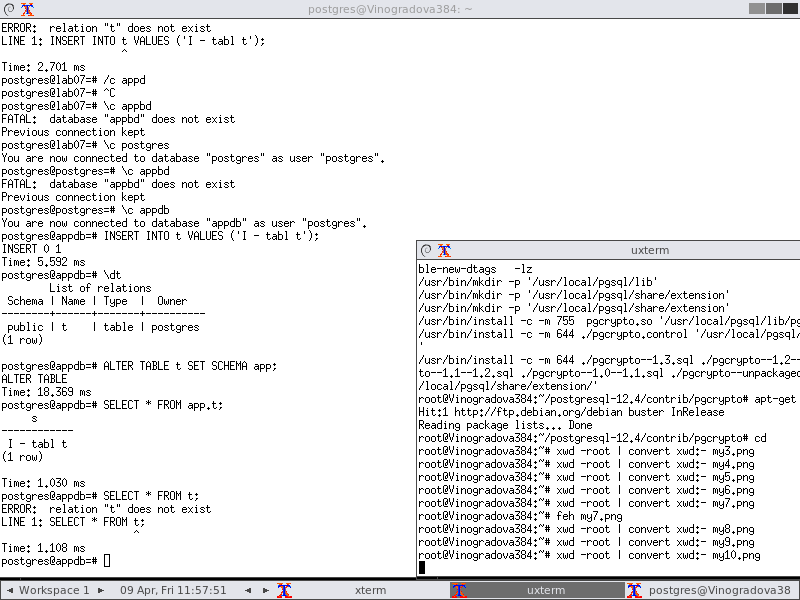 postgres@Vinogradova384: ~
ERROR:  relation "t" does not exist
LINE 1: INSERT INTO t VALUES ('I - tabl t');
                    ^
Time: 2.701 ms
postgres@lab07=# /c appd
postgres@lab07-# ^C
postgres@lab07=# \c appbd
FATAL:  database "appbd" does not exist
Previous connection kept
postgres@lab07=# \c postgres
You are now connected to database "postgres" as user "postgres".
postgres@postgres=# \c appbd
FATAL:  database "appbd" does not exist
Previous connection kept
postgres@postgres=# \c appdb
You are now connected to database "appdb" as user "postgres".
postgres@appdb=# INSERT INTO t VALUES ('I - tabl t');
INSERT 0 1
Time: 5.592 ms
postgres@appdb=# \dt
        List of relations
 Schema | Name | Type  |  Owner
--------+------+-------+----------
 public | t    | table | postgres
(1 row)

postgres@appdb=# ALTER TABLE t SET SCHEMA app;
ALTER TABLE
Time: 18.369 ms
postgres@appdb=# SELECT * FROM app.t;
     s
------------
 I - tabl t
(1 row)

Time: 1.030 ms
postgres@appdb=# SELECT * FROM t;
ERROR:  relation "t" does not exist
LINE 1: SELECT * FROM t;
                      ^
Time: 1.108 ms
postgres@appdb=#
uxterm
ble-new-dtags   -lz
/usr/bin/mkdir -p '/usr/local/pgsql/lib'
/usr/bin/mkdir -p '/usr/local/pgsql/share/extension'
/usr/bin/mkdir -p '/usr/local/pgsql/share/extension'
/usr/bin/install -c -m 755  pgcrypto.so '/usr/local/pgsql/lib/pg
/usr/bin/install -c -m 644 ./pgcrypto.control '/usr/local/pgsql/
'
/usr/bin/install -c -m 644 ./pgcrypto--1.3.sql ./pgcrypto--1.2--
to--1.1--1.2.sql ./pgcrypto--1.0--1.1.sql ./pgcrypto--unpackaged
/local/pgsql/share/extension/'
root@Vinogradova384:~/postgresql-12.4/contrib/pgcrypto# apt-get
Hit:1 http://ftp.debian.org/debian buster InRelease
Reading package lists... Done
root@Vinogradova384:~/postgresql-12.4/contrib/pgcrypto# cd
root@Vinogradova384:~# xwd -root | convert xwd:- my3.png
root@Vinogradova384:~# xwd -root | convert xwd:- my4.png
root@Vinogradova384:~# xwd -root | convert xwd:- my5.png
root@Vinogradova384:~# xwd -root | convert xwd:- my6.png
root@Vinogradova384:~# xwd -root | convert xwd:- my7.png
root@Vinogradova384:~# feh my7.png
root@Vinogradova384:~# xwd -root | convert xwd:- my8.png
root@Vinogradova384:~# xwd -root | convert xwd:- my9.png
root@Vinogradova384:~# xwd -root | convert xwd:- my10.png
Workspace 1
09 Apr, Fri 11:57:51
xterm
uxterm
postgres@Vinogradova38